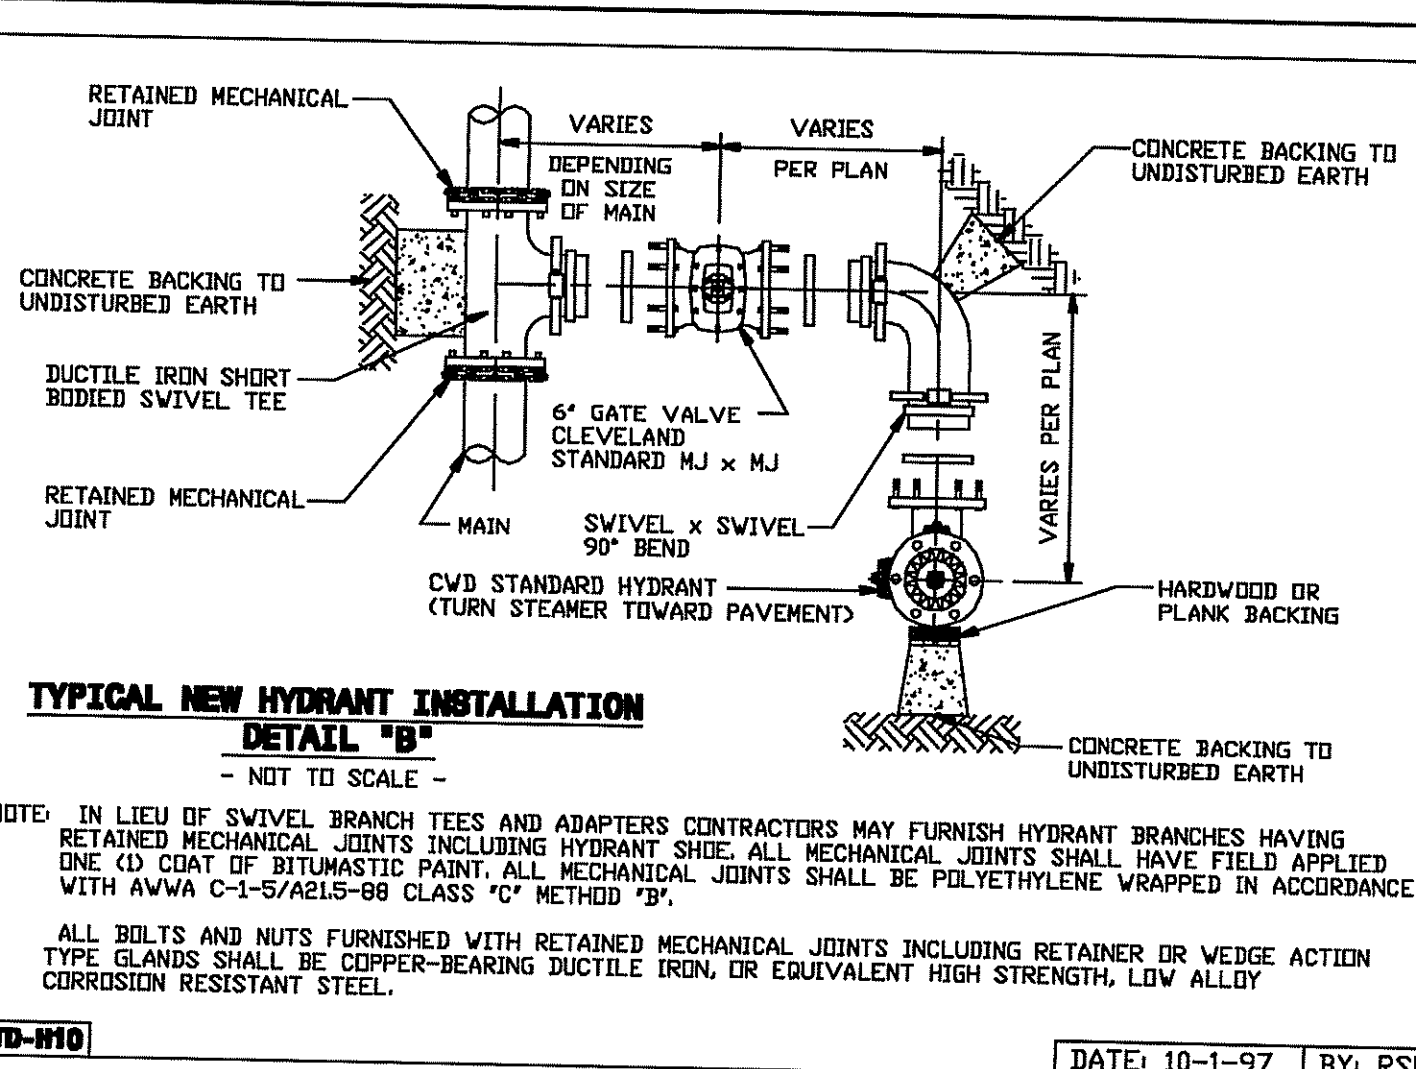 RETAINED MECHANICAL
JOINT
VARIES
DEPENDING
ON SIZE
OF MAIN
VARIES
PER PLAN
CONCRETE BACKING TO
UNDISTURBED EARTH
CONCRETE BACKING TO
UNDISTURBED EARTH
DUCTILE IRON SHORT
BODIED SWIVEL TEE
6" GATE VALVE
CLEVELAND
STANDARD MJ x MJ
VARIES PER PLAN
RETAINED MECHANICAL
JOINT
MAIN
SWIVEL x SWIVEL
90° BEND
CWD STANDARD HYDRANT
(TURN STEAMER TOWARD PAVEMENT)
HARDWOOD OR
PLANK BACKING
TYPICAL NEW HYDRANT INSTALLATION
DETAIL "B"
- NOT TO SCALE -
CONCRETE BACKING TO
UNDISTURBED EARTH
NOTE: IN LIEU OF SWIVEL BRANCH TEES AND ADAPTERS CONTRACTORS MAY FURNISH HYDRANT BRANCHES HAVING
RETAINED MECHANICAL JOINTS INCLUDING HYDRANT SHOE. ALL MECHANICAL JOINTS SHALL HAVE FIELD APPLIED
ONE (1) COAT OF BITUMASTIC PAINT. ALL MECHANICAL JOINTS SHALL BE POLYETHYLENE WRAPPED IN ACCORDANCE
WITH AWWA C-1-5/A21.5-88 CLASS "C" METHOD "B".
ALL BOLTS AND NUTS FURNISHED WITH RETAINED MECHANICAL JOINTS INCLUDING RETAINER OR WEDGE ACTION
TYPE GLANDS SHALL BE COPPER-BEARING DUCTILE IRON, OR EQUIVALENT HIGH STRENGTH, LOW ALLOY
CORROSION RESISTANT STEEL.
TD-H10
DATE: 10-1-97 BY: